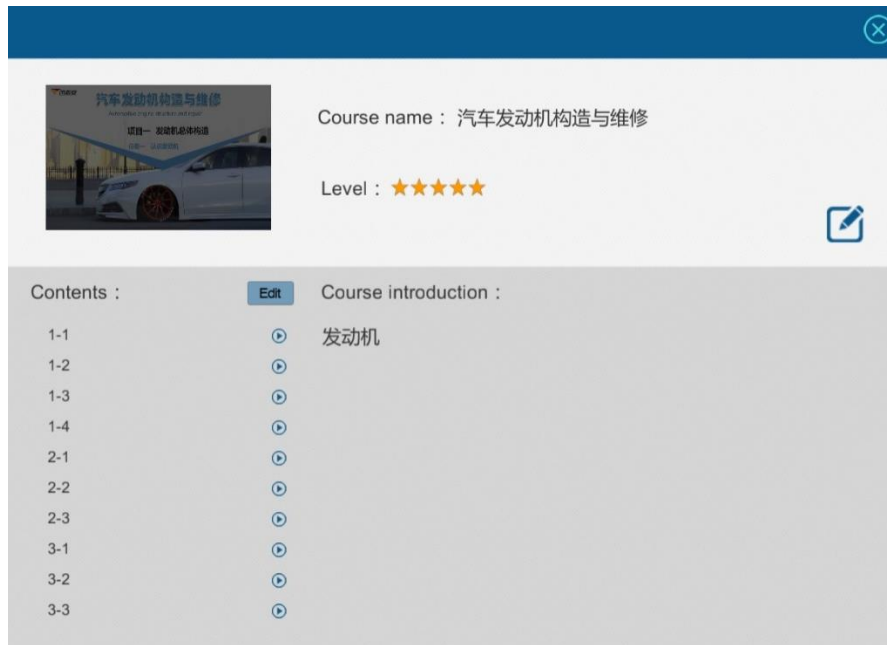 汽车发动机构造与维修
项目一 发动机总体构造
Course name： 汽车发动机构造与维修
Level：
Contents：
Edit
1-1
1-2
1-3
1-4
2-1
2-2
2-3
3-1
3-2
3-3
Course introduction：
发动机